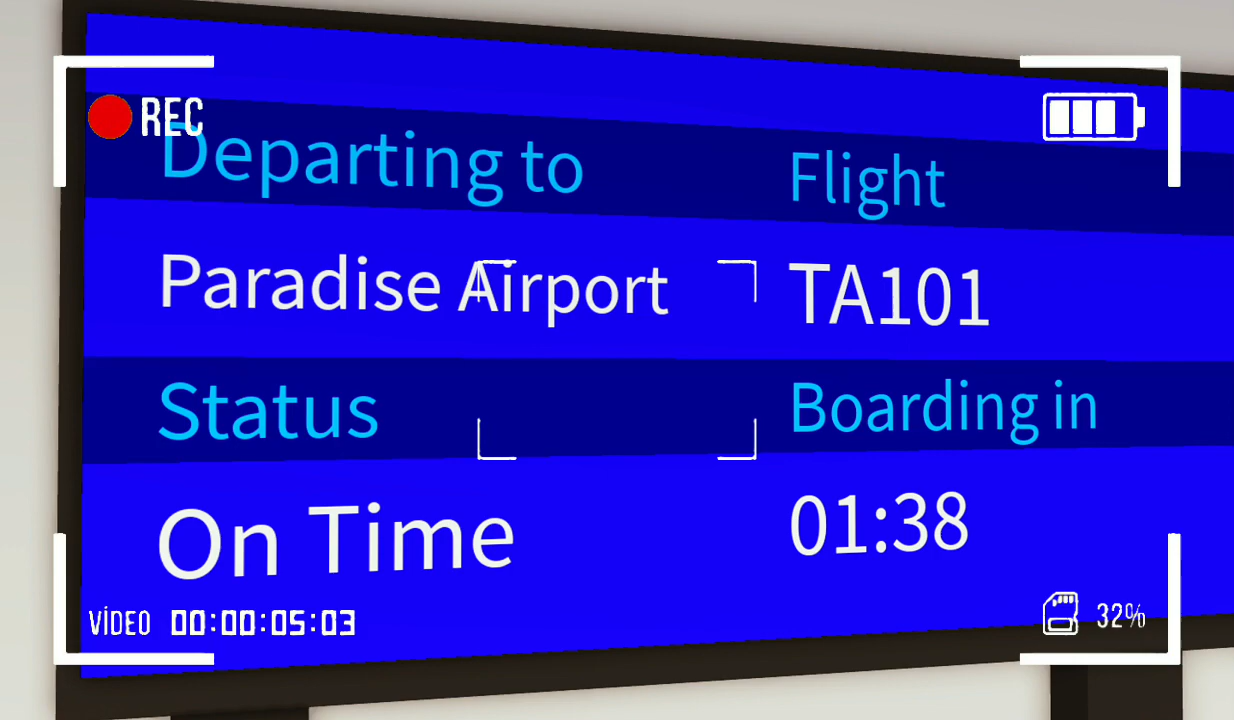 REC
Departing to
Flight
Paradise Airport
TA101
Status
Boarding in
On Time
01:38
VÍDEO 00:00:05:03
32%